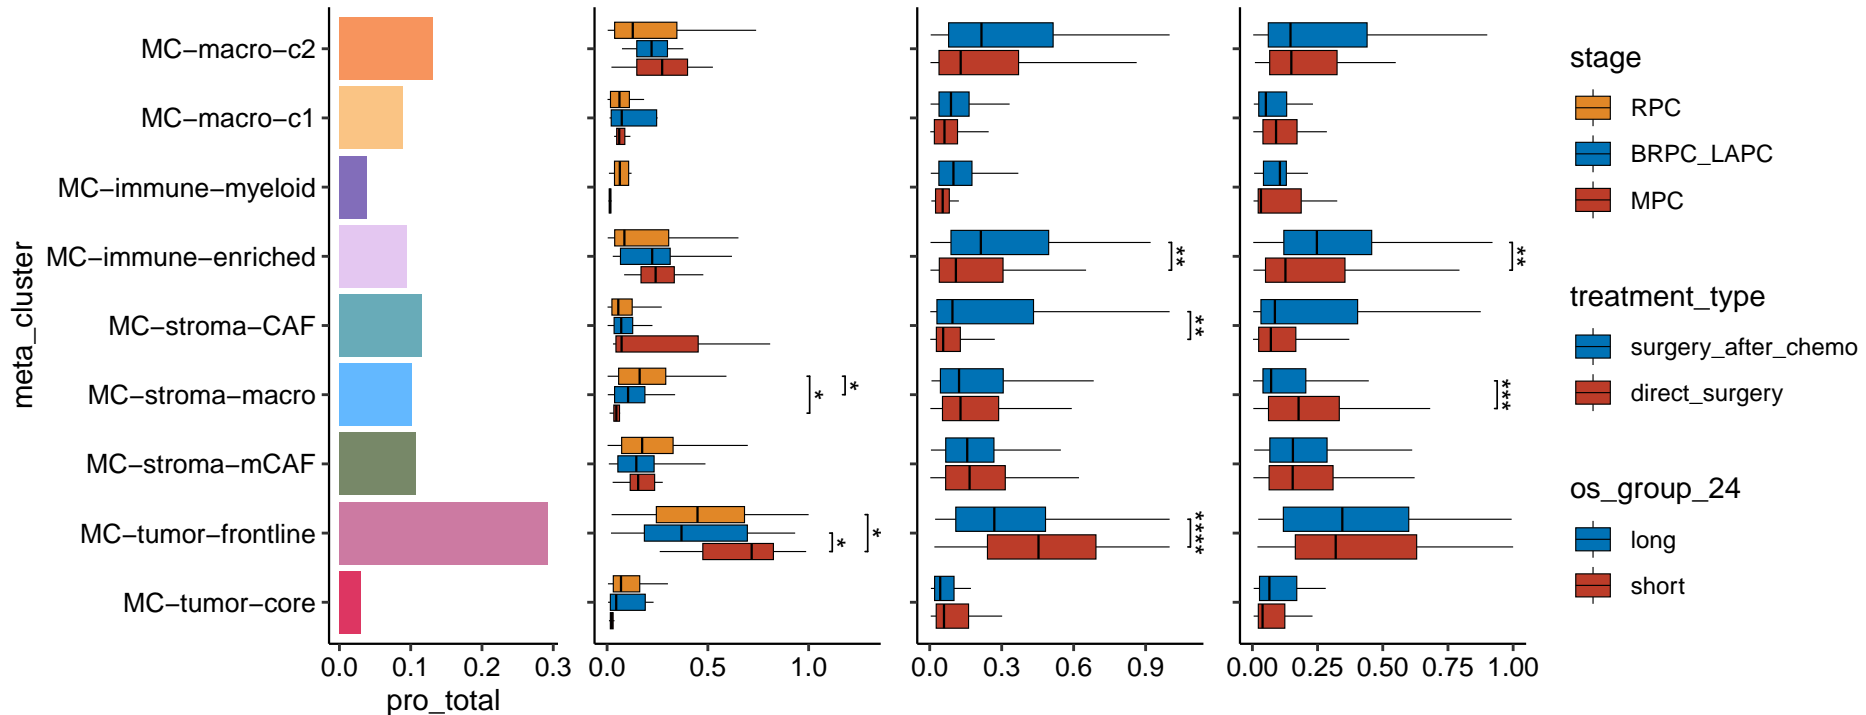 meta_cluster
MC−macro−c2
MC−macro−c1
MC−immune−myeloid
MC−immune−enriched
MC−stroma−CAF
MC−stroma−macro
MC−stroma−mCAF
MC−tumor−frontline
MC−tumor−core
0.0 0.1 0.2 0.3
pro_total
*
*
*
*
0.0 0.5 1.0
**
**
****
0.0 0.3 0.6 0.9
**
***
0.00 0.25 0.50 0.75 1.00
stage
RPC
BRPC_LAPC
MPC
treatment_type
surgery_after_chemo
direct_surgery
os_group_24
long
short